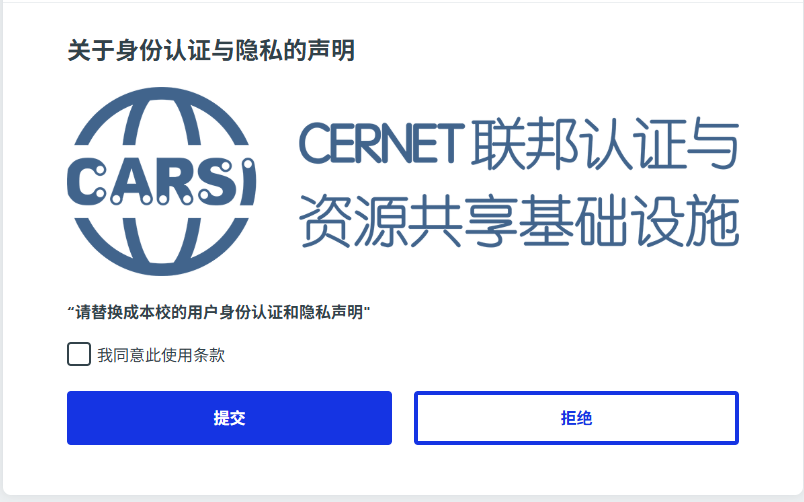 关于身份认证与隐私的声明
CARSI
CERNET 联邦认证与
资源共享基础设施
“请替换成本校的用户身份认证和隐私声明"
我同意此使用条款
提交
拒绝